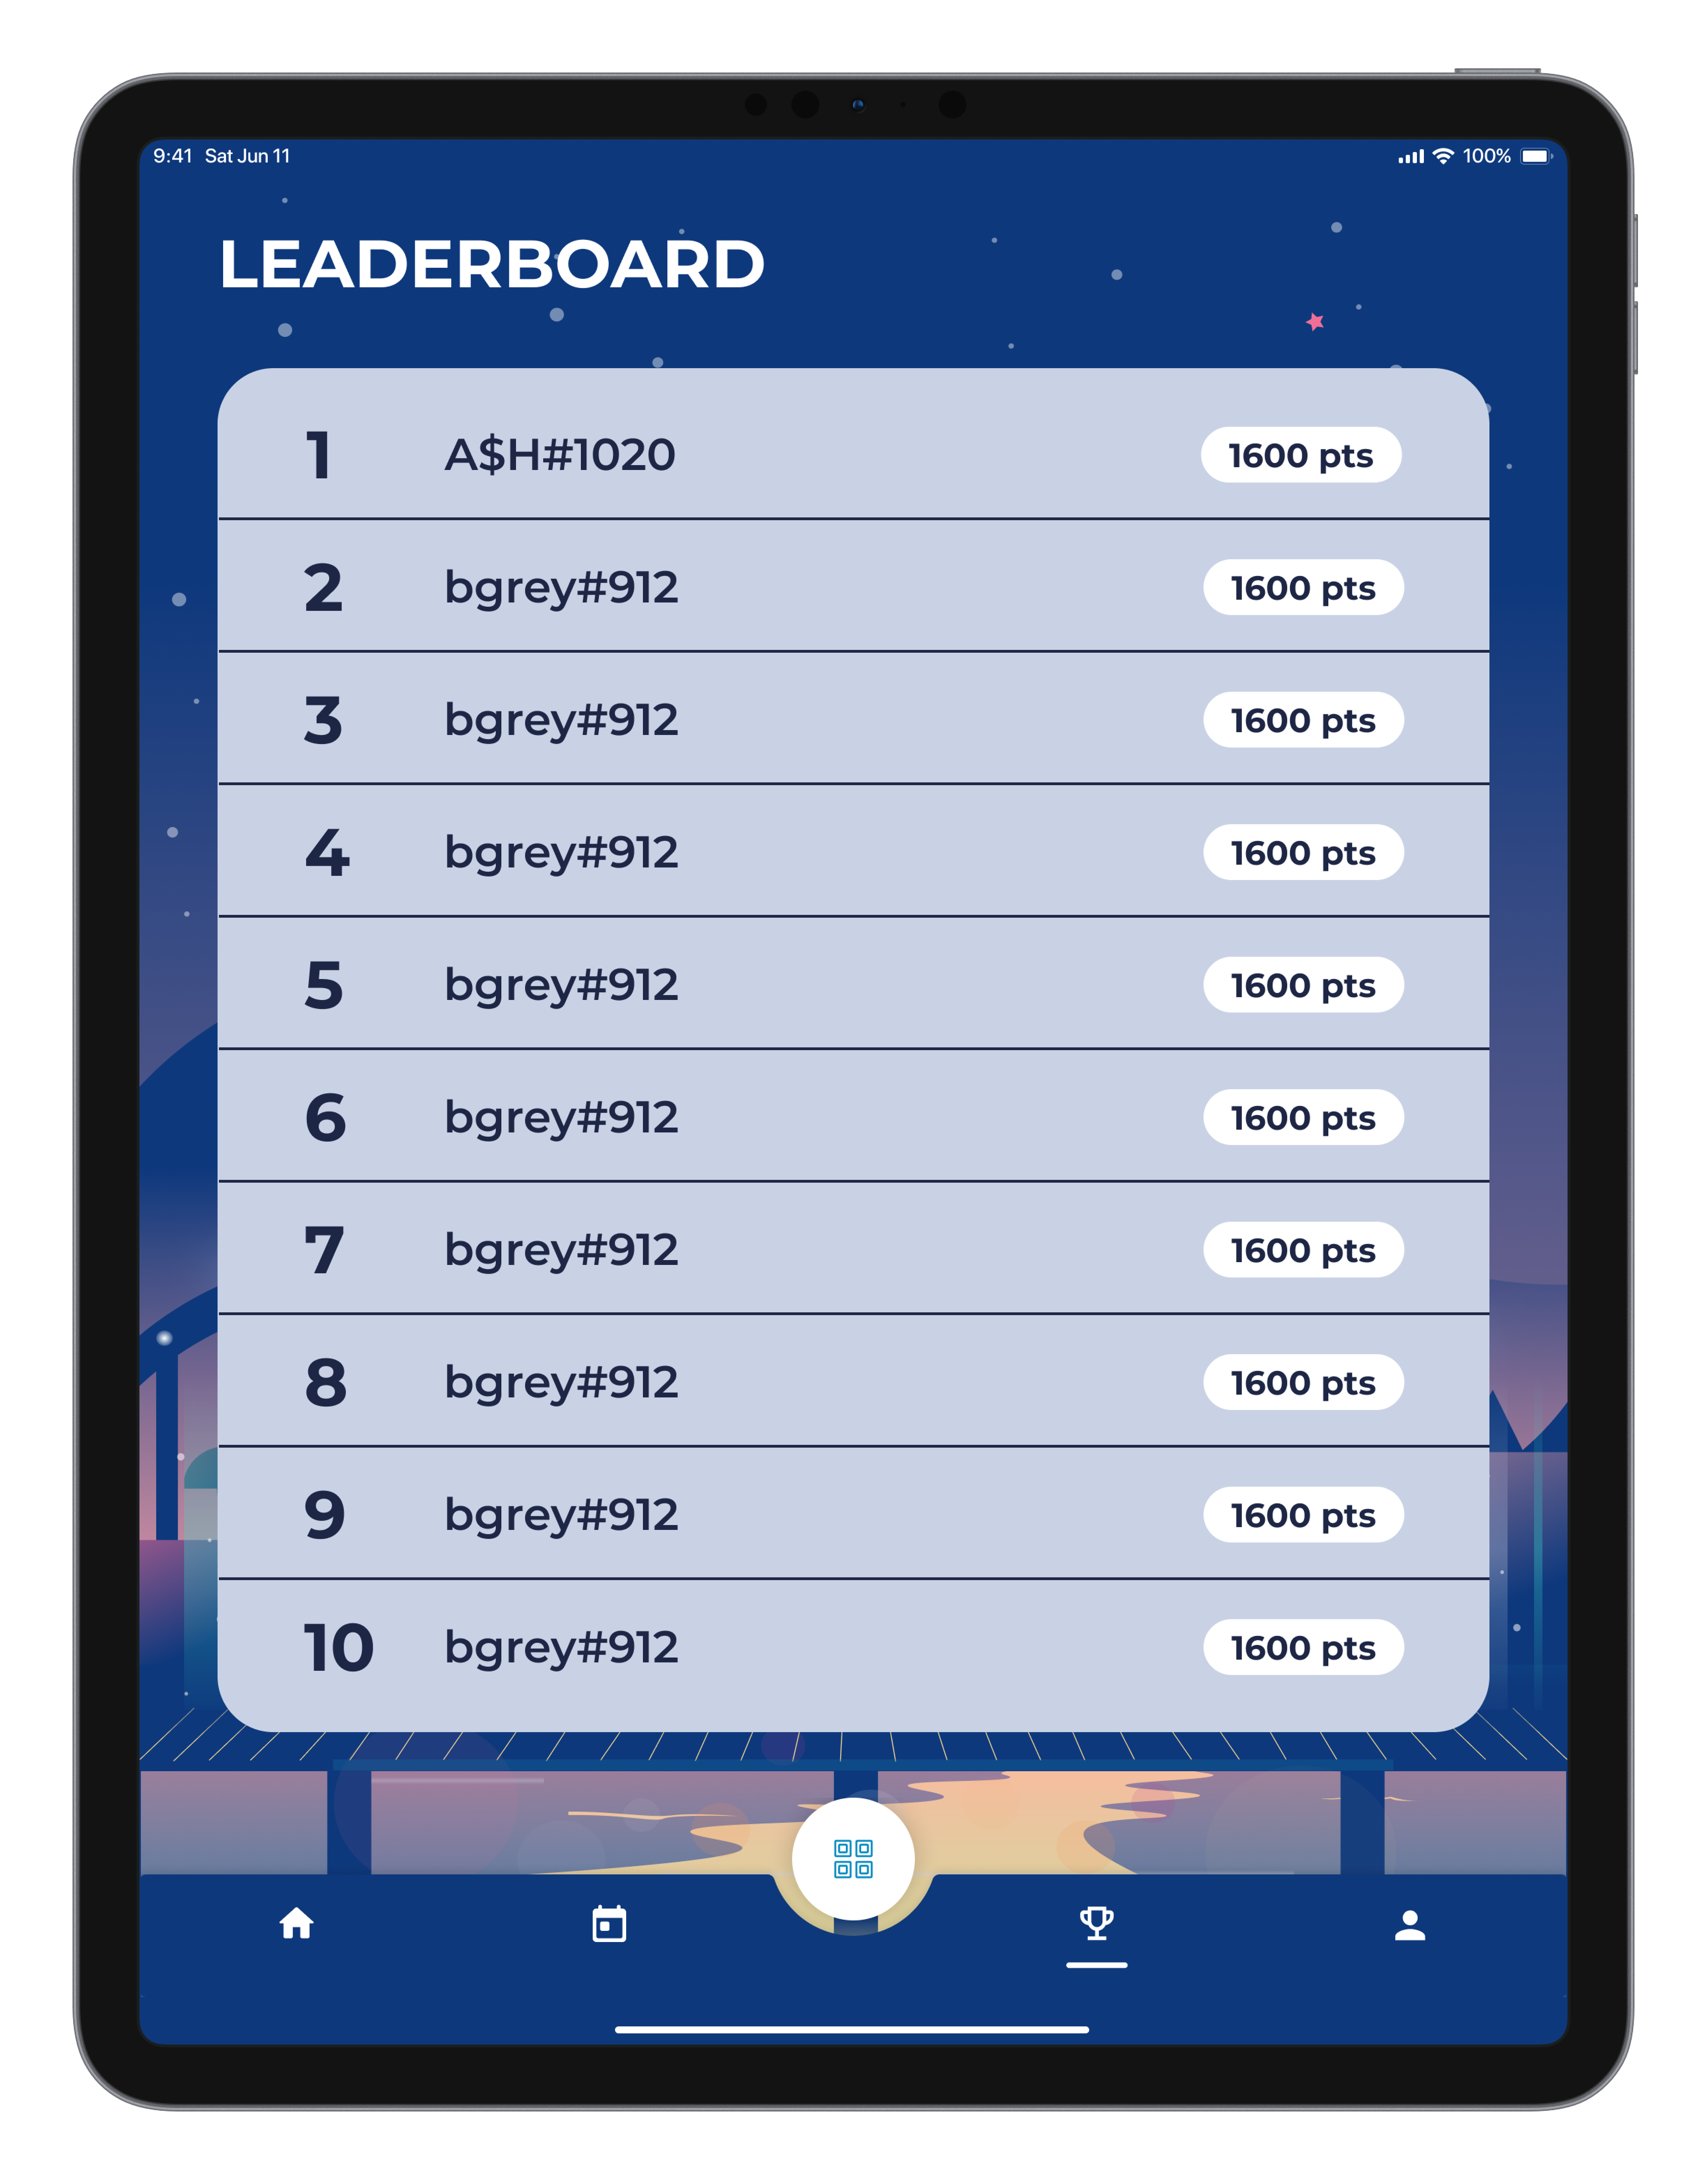 9:41 Sat Jun 11 100%
LEADERBOARD
1 A$H#1020 1600 pts
2 bgrey#912 1600 pts
3 bgrey#912 1600 pts
4 bgrey#912 1600 pts
5 bgrey#912 1600 pts
6 bgrey#912 1600 pts
7 bgrey#912 1600 pts
8 bgrey#912 1600 pts
9 bgrey#912 1600 pts
10 bgrey#912 1600 pts